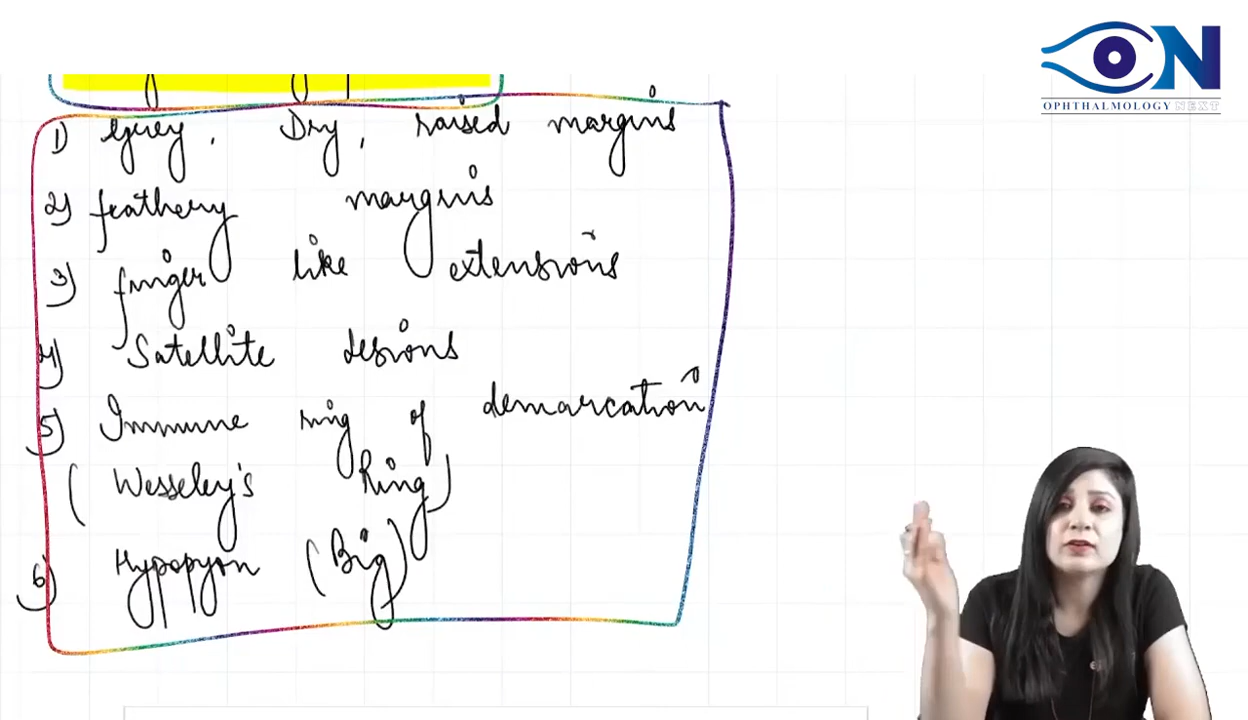 ON
OPHTHALMOLOGY NEXT
1) Grey, Dry, raised margins
2) feathery margins
3) finger like extensions
4) Satellite lesions
5) Immune ring of demarcation
(Wesseley's Ring)
6) Hypopyon (Big)